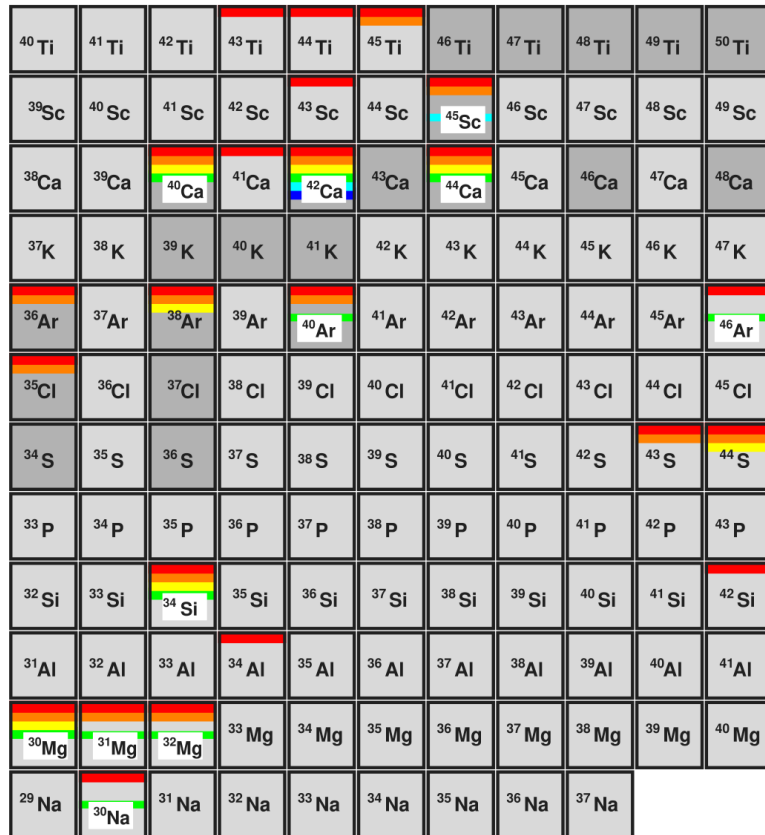 40Ti 41Ti 42Ti 43Ti 44Ti 45Ti 46Ti 47Ti 48Ti 49Ti 50Ti
39Sc 40Sc 41Sc 42Sc 43Sc 44Sc 45Sc 46Sc 47Sc 48Sc 49Sc
38Ca 39Ca 40Ca 41Ca 42Ca 43Ca 44Ca 45Ca 46Ca 47Ca 48Ca
37K 38K 39K 40K 41K 42K 43K 44K 45K 46K 47K
36Ar 37Ar 38Ar 39Ar 40Ar 41Ar 42Ar 43Ar 44Ar 45Ar 46Ar
35Cl 36Cl 37Cl 38Cl 39Cl 40Cl 41Cl 42Cl 43Cl 44Cl 45Cl
34S 35S 36S 37S 38S 39S 40S 41S 42S 43S 44S
33P 34P 35P 36P 37P 38P 39P 40P 41P 42P 43P
32Si 33Si 34Si 35Si 36Si 37Si 38Si 39Si 40Si 41Si 42Si
31Al 32Al 33Al 34Al 35Al 36Al 37Al 38Al 39Al 40Al 41Al
30Mg 31Mg 32Mg 33Mg 34Mg 35Mg 36Mg 37Mg 38Mg 39Mg 40Mg
29Na 30Na 31Na 32Na 33Na 34Na 35Na 36Na 37Na